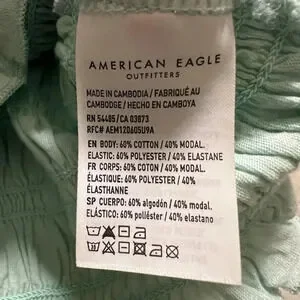 AMERICAN EAGLE
OUTFITTERS
MADE IN CAMBODIA / FABRIQUÉ AU
CAMBODGE / HECHO EN CAMBOYA
RN 54485/CA 03873
RFC# AEM120605U9A
EN BODY: 60% COTTON / 40% MODAL.
ELASTIC: 60% POLYESTER / 40% ELASTANE
FR CORPS: 60% COTON / 40% MODAL.
ÉLASTIQUE: 60% POLYESTER / 40%
ÉLASTHANNE
SP CUERPO: 60% algodón / 40% modal
ELÁSTICO: 60% poliéster / 40% elastano